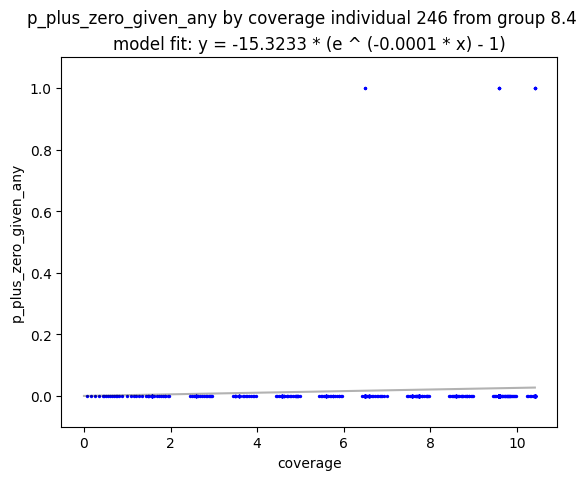 p_plus_zero_given_any by coverage individual 246 from group 8.4
model fit: y = -15.3233 * (e ^ (-0.0001 * x) - 1)
p_plus_zero_given_any
1.0
0.8
0.6
0.4
0.2
0.0
0 2 4 6 8 10
coverage